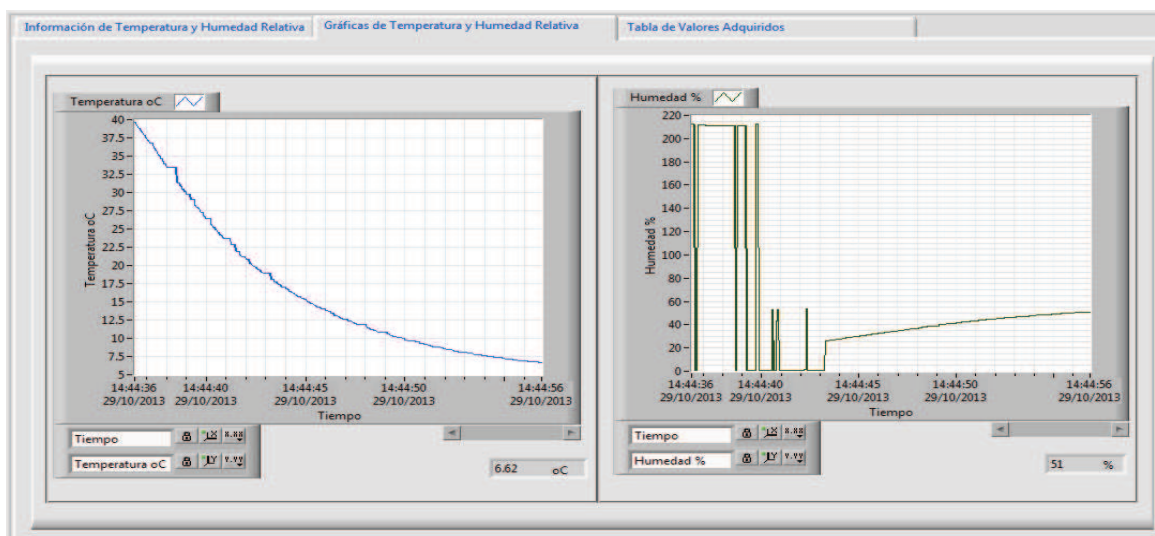 Información de Temperatura y Humedad Relativa
Gráficas de Temperatura y Humedad Relativa
Tabla de Valores Adquiridos
Temperatura oC
40
37.5
35
32.5
30
27.5
25
22.5
20
17.5
15
12.5
10
7.5
5
Temperatura oC
14:44:36 14:44:40 14:44:45 14:44:50 14:44:56
29/10/2013 29/10/2013 29/10/2013 29/10/2013 29/10/2013
Tiempo
Tiempo
Temperatura oC
6.62 oC
Humedad %
220
200
180
160
140
120
100
80
60
40
20
0
Humedad %
14:44:36 14:44:40 14:44:45 14:44:50 14:44:56
29/10/2013 29/10/2013 29/10/2013 29/10/2013 29/10/2013
Tiempo
Tiempo
Humedad %
51 %